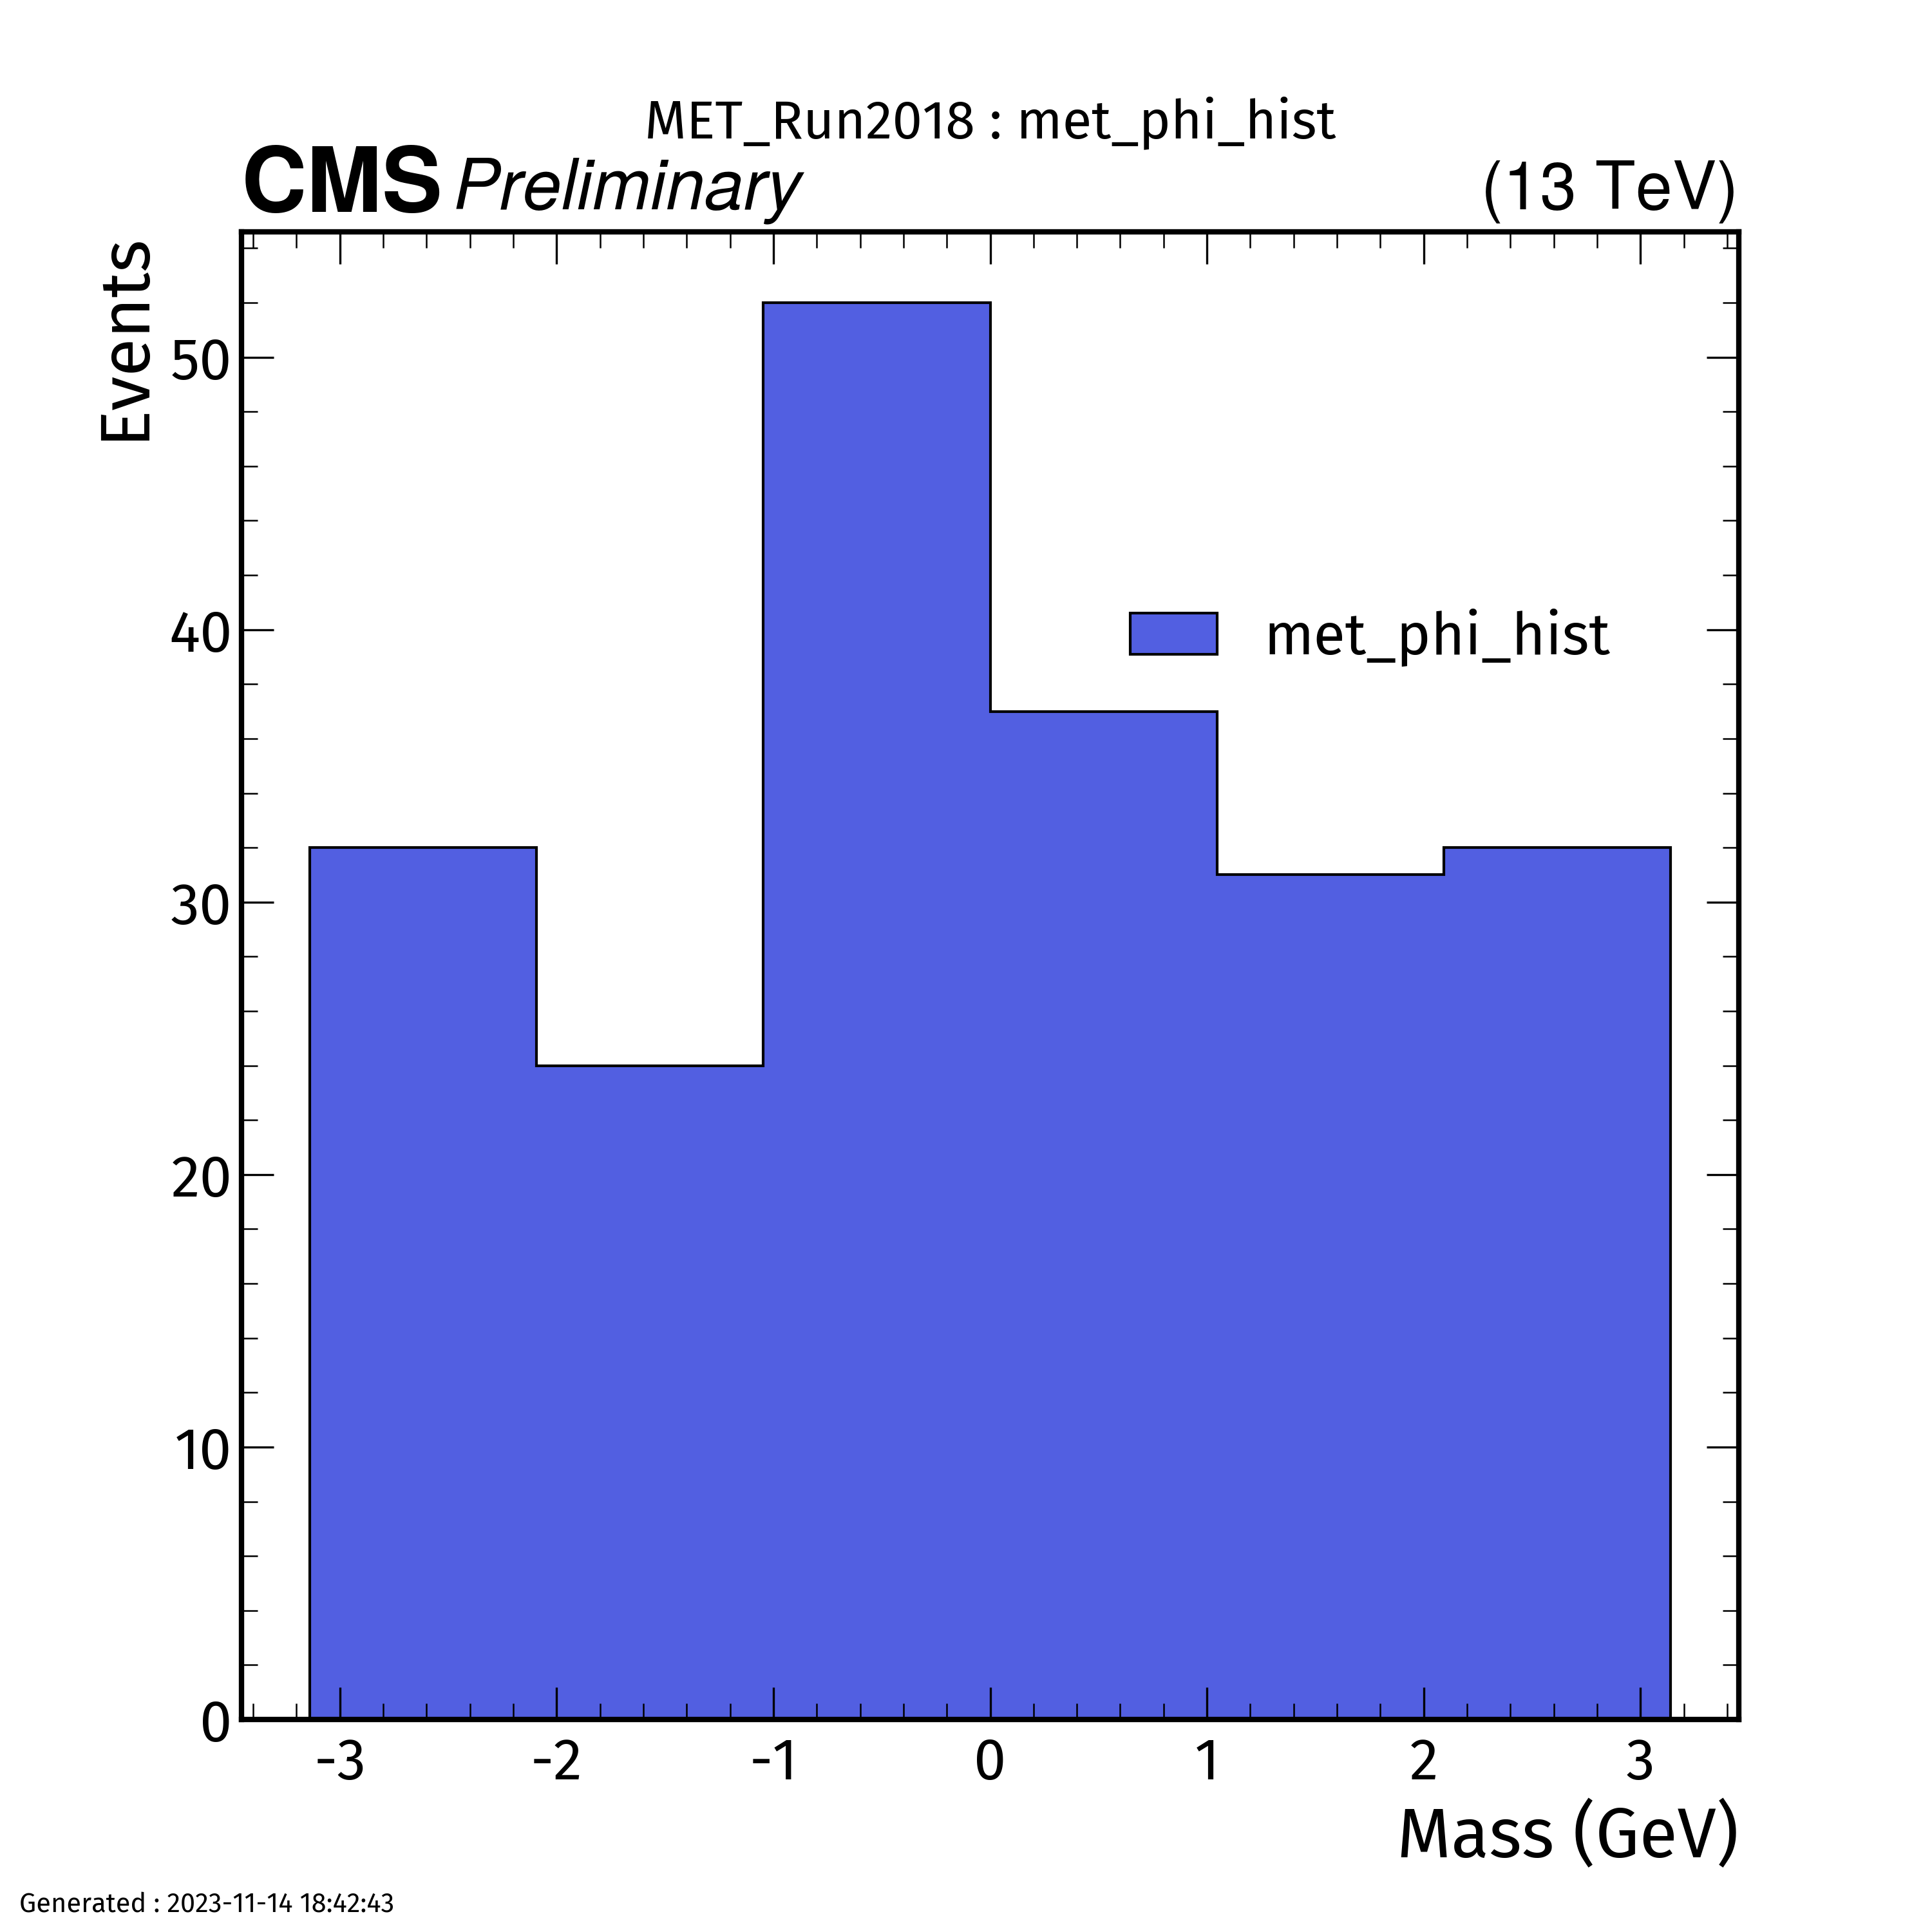 MET_Run2018 : met_phi_hist
CMS Preliminary (13 TeV)
Events
50
40
met_phi_hist
30
20
10
0
-3 -2 -1 0 1 2 3
Mass (GeV)
Generated : 2023-11-14 18:42:43